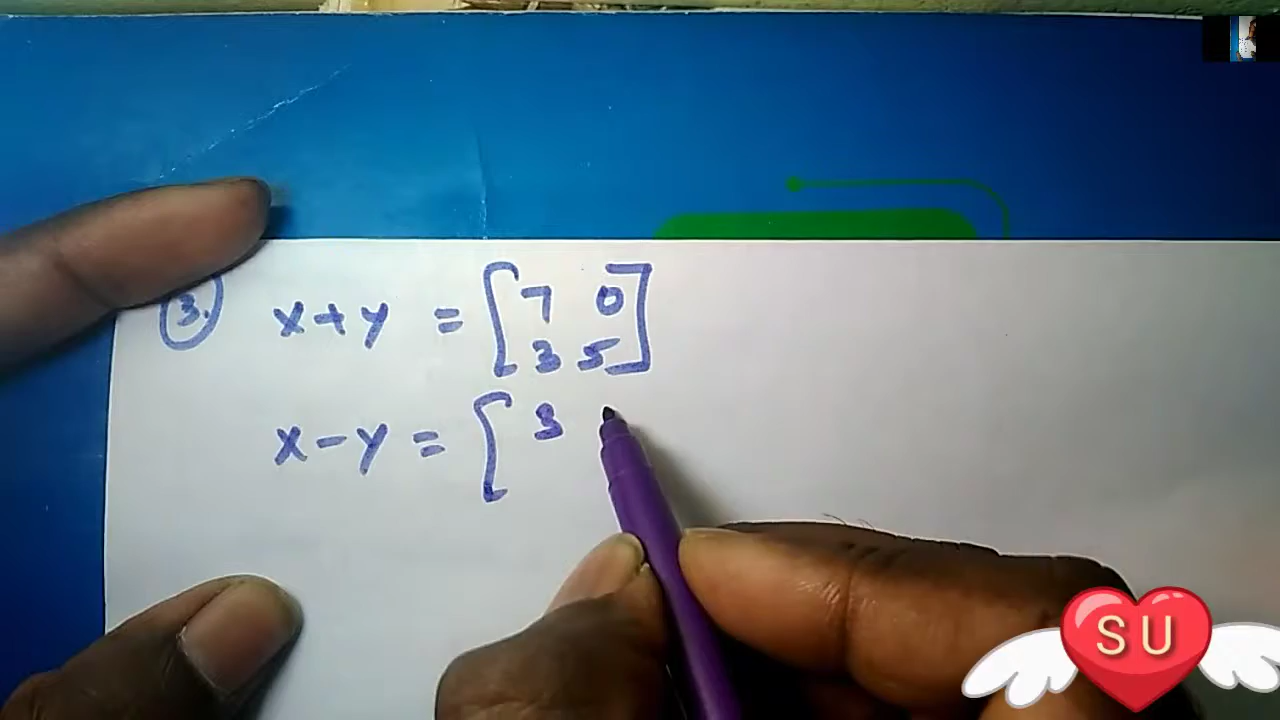 3. x+y = [7 0
3 5]
x-y = [3
SU